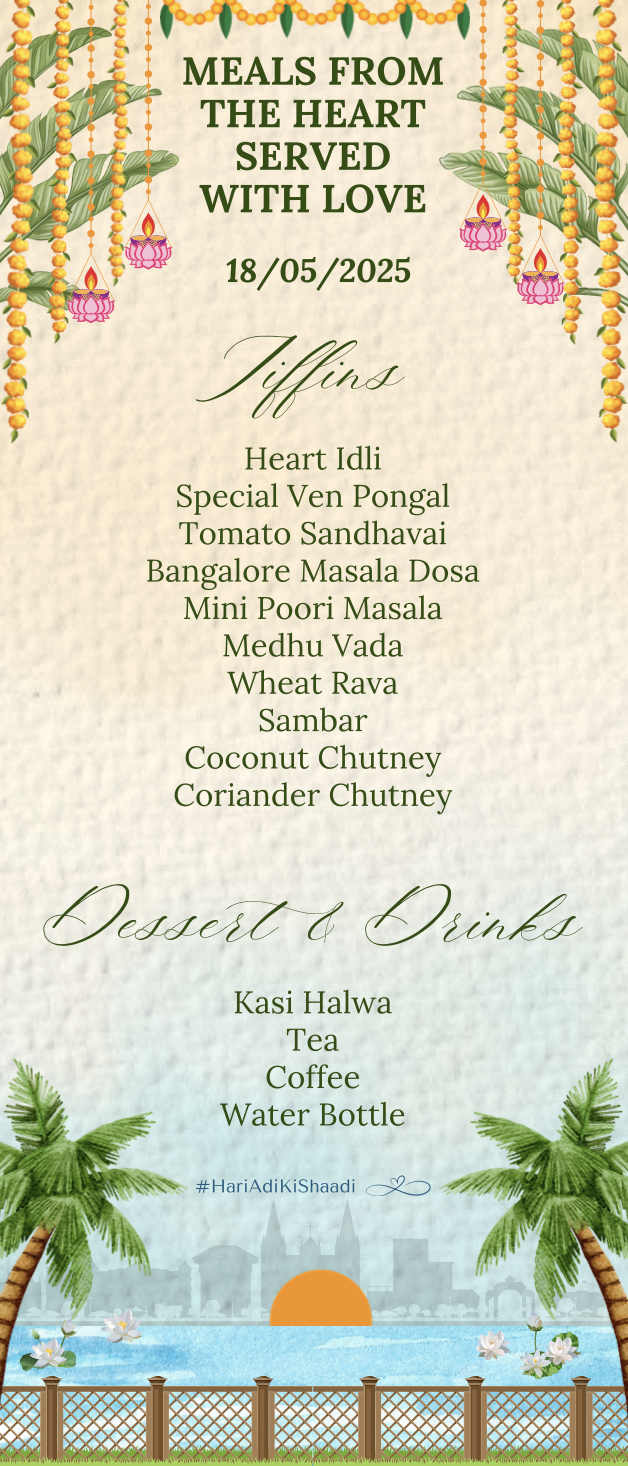 MEALS FROM
THE HEART
SERVED
WITH LOVE
18/05/2025
Tiffins
Heart Idli
Special Ven Pongal
Tomato Sandhavai
Bangalore Masala Dosa
Mini Poori Masala
Medhu Vada
Wheat Rava
Sambar
Coconut Chutney
Coriander Chutney
Dessert & Drinks
Kasi Halwa
Tea
Coffee
Water Bottle
#HariAdiKiShaadi